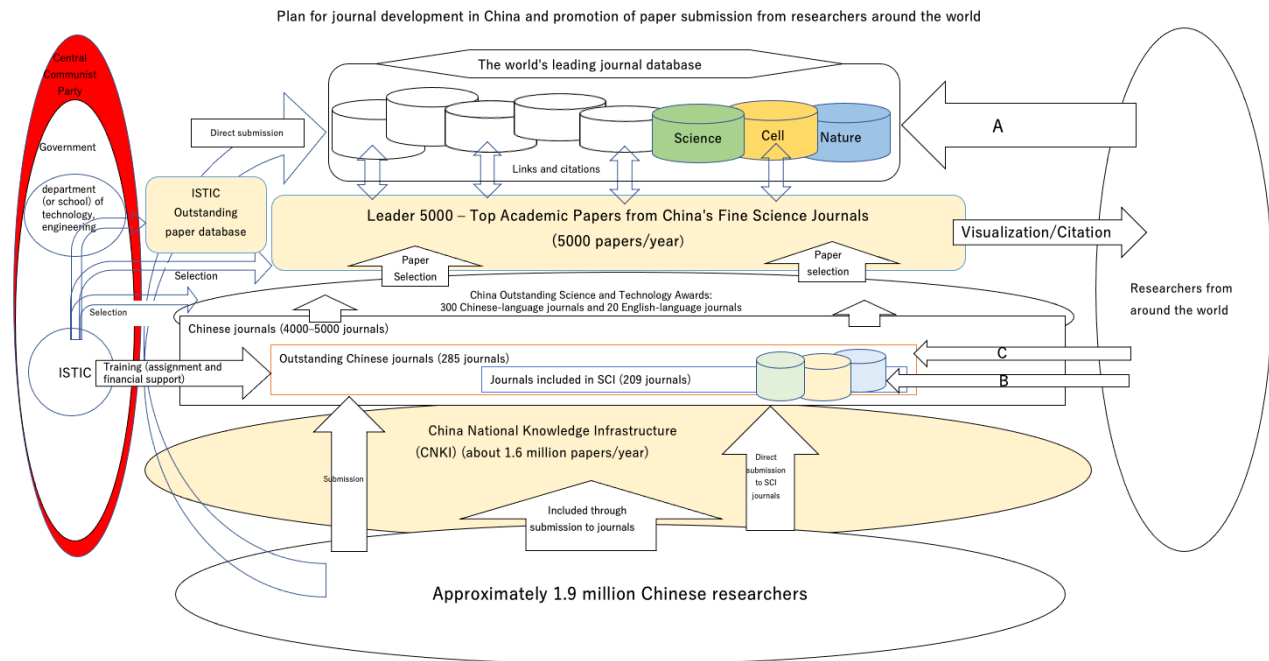 Plan for journal development in China and promotion of paper submission from researchers around the world
Central
Communist
Party
Government
department
(or school) of
technology,
engineering
ISTIC
Outstanding
paper database
Direct submission
The world's leading journal database
Science
Cell
Nature
Links and citations
A
Leader 5000 – Top Academic Papers from China's Fine Science Journals
(5000 papers/year)
Visualization/Citation
Paper
Selection
Paper
selection
Selection
Selection
China Outstanding Science and Technology Awards:
300 Chinese-language journals and 20 English-language journals
Researchers from
around the world
Chinese journals (4000–5000 journals)
Outstanding Chinese journals (285 journals)
Journals included in SCI (209 journals)
C
B
ISTIC
Training (assignment and
financial support)
China National Knowledge Infrastructure
(CNKI) (about 1.6 million papers/year)
Submission
Direct
submission
to SCI
journals
Included through
submission to journals
Approximately 1.9 million Chinese researchers